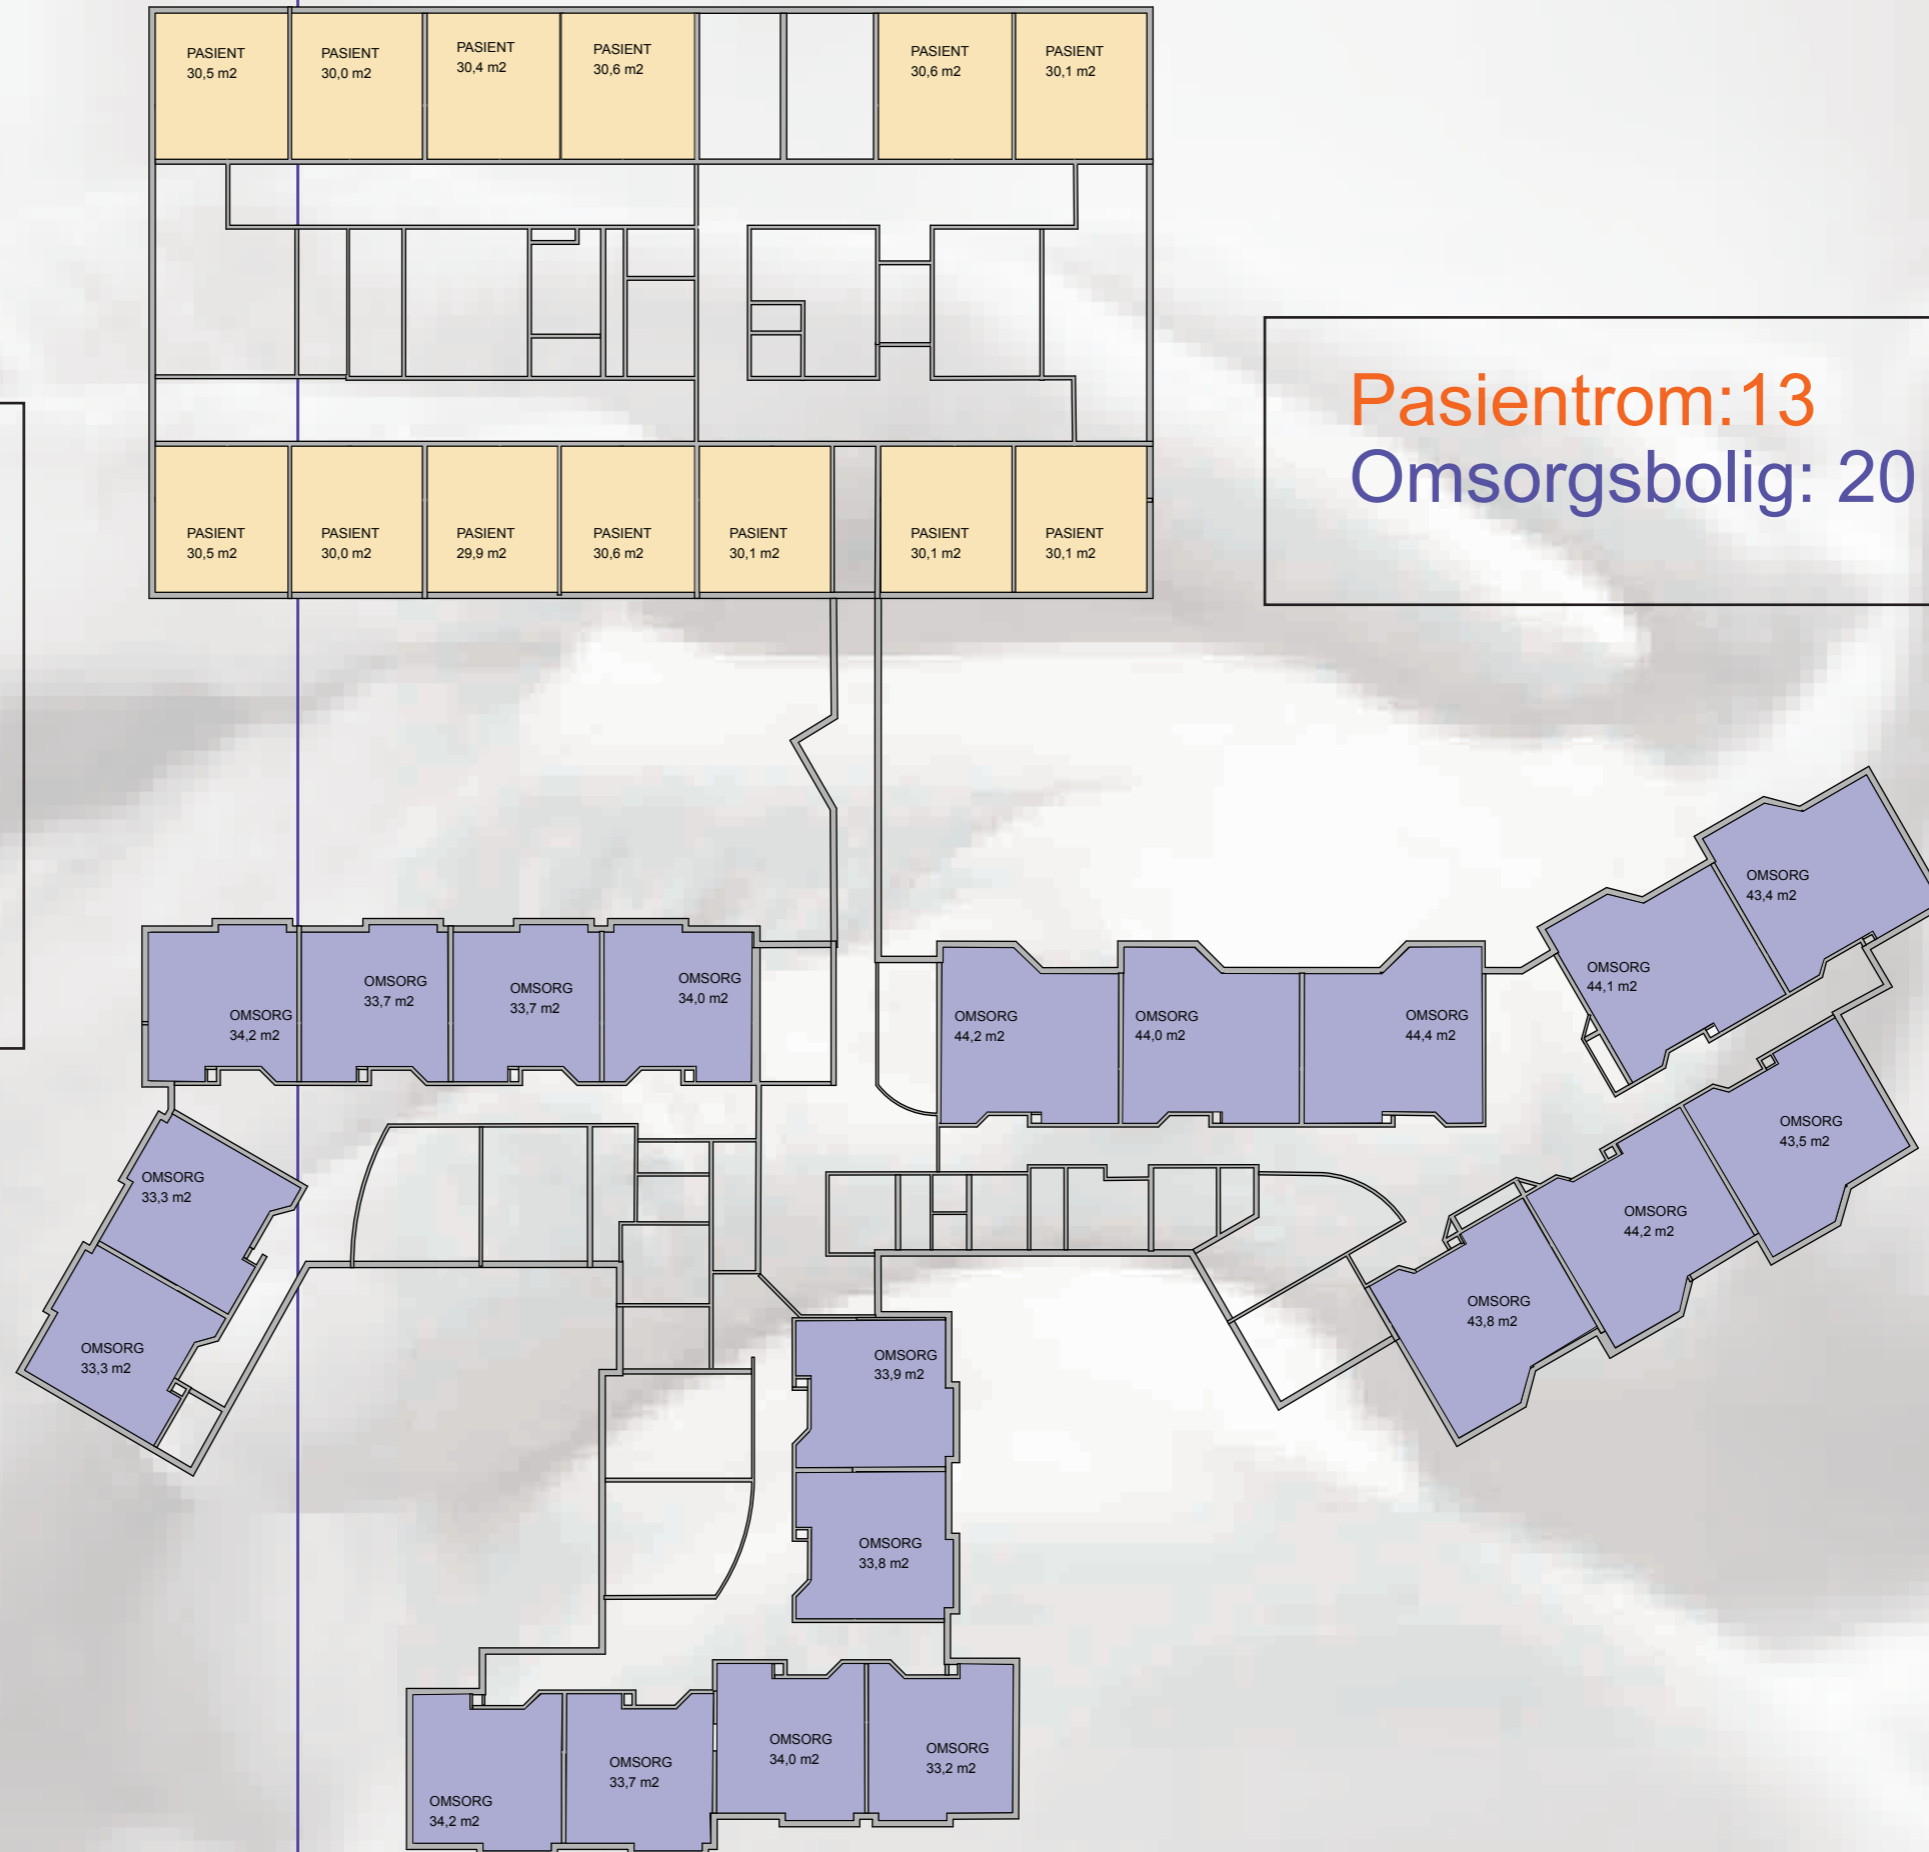 PASIENT
30,5 m2
PASIENT
30,0 m2
PASIENT
30,4 m2
PASIENT
30,6 m2
PASIENT
30,6 m2
PASIENT
30,1 m2
Pasientrom:13
Omsorgsbolig: 20
PASIENT
30,5 m2
PASIENT
30,0 m2
PASIENT
29,9 m2
PASIENT
30,6 m2
PASIENT
30,1 m2
PASIENT
30,1 m2
PASIENT
30,1 m2
OMSORG
43,4 m2
OMSORG
44,1 m2
OMSORG
34,2 m2
OMSORG
33,7 m2
OMSORG
33,7 m2
OMSORG
34,0 m2
OMSORG
44,2 m2
OMSORG
44,0 m2
OMSORG
44,4 m2
OMSORG
43,5 m2
OMSORG
33,3 m2
OMSORG
44,2 m2
OMSORG
43,8 m2
OMSORG
33,3 m2
OMSORG
33,9 m2
OMSORG
33,8 m2
OMSORG
34,2 m2
OMSORG
33,7 m2
OMSORG
34,0 m2
OMSORG
33,2 m2